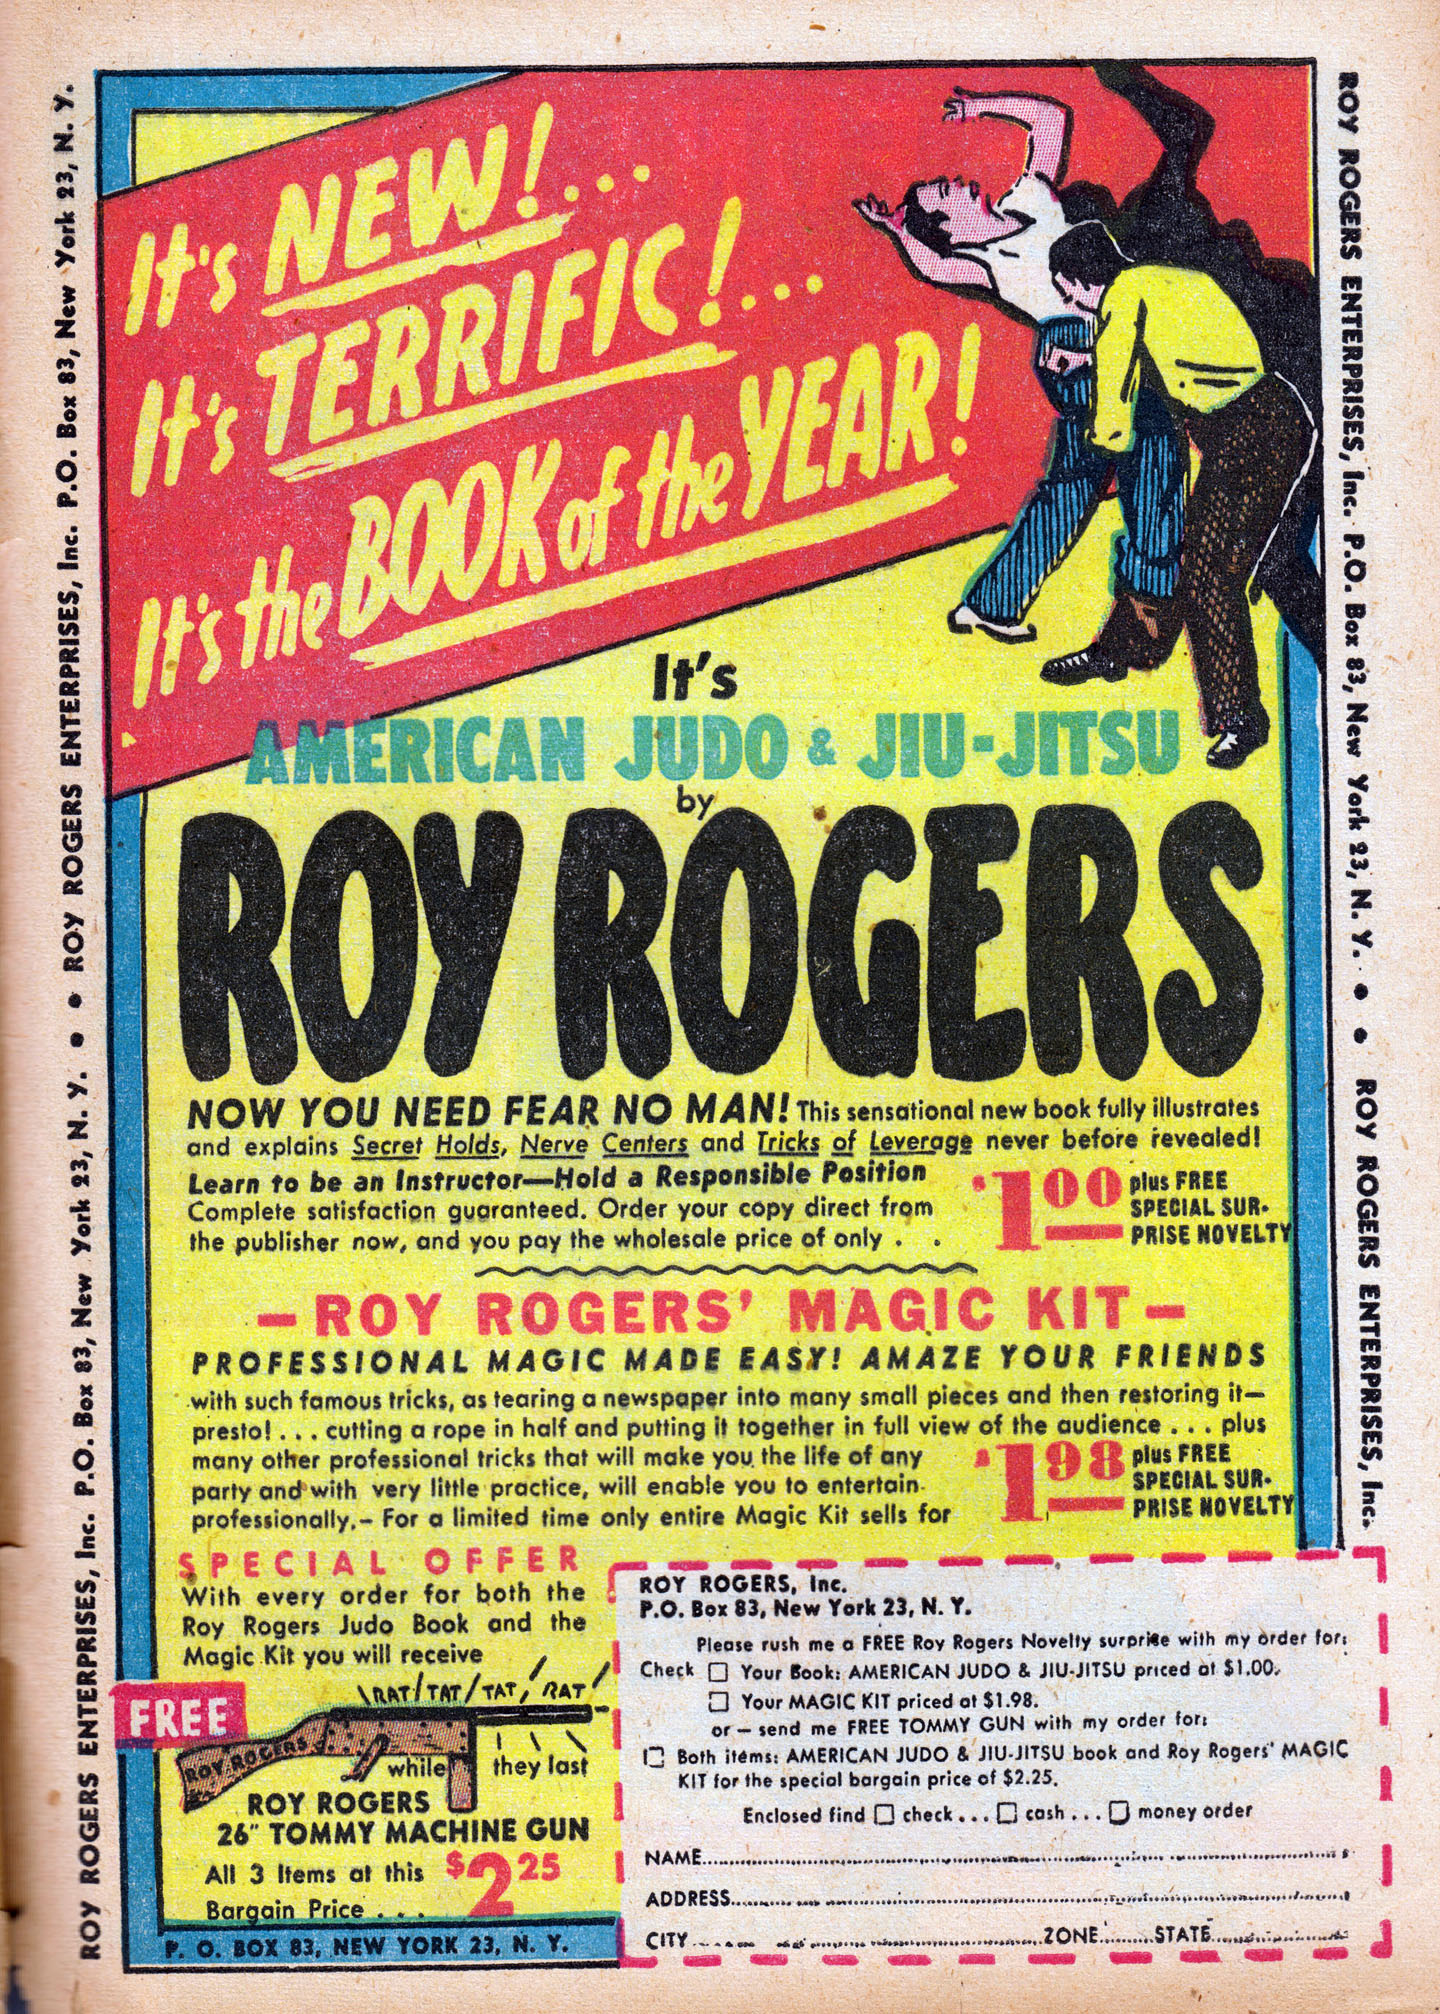 It's NEW!...
It's TERRIFIC!...
It's the BOOK of the YEAR!
It's
AMERICAN JUDO & JIU-JITSU
by
ROY ROGERS
NOW YOU NEED FEAR NO MAN! This sensational new book fully illustrates
and explains Secret Holds, Nerve Centers and Tricks of Leverage never before revealed!
Learn to be an Instructor—Hold a Responsible Position
Complete satisfaction guaranteed. Order your copy direct from
the publisher now, and you pay the wholesale price of only . .
$100
plus FREE
SPECIAL SUR-
PRISE NOVELTY
— ROY ROGERS' MAGIC KIT —
PROFESSIONAL MAGIC MADE EASY! AMAZE YOUR FRIENDS
with such famous tricks, as tearing a newspaper into many small pieces and then restoring it—
presto! . . . cutting a rope in half and putting it together in full view of the audience . . . plus
many other professional tricks that will make you the life of any
party and with very little practice, will enable you to entertain
professionally.— For a limited time only entire Magic Kit sells for
$198
plus FREE
SPECIAL SUR-
PRISE NOVELTY
SPECIAL OFFER
With every order for both the
Roy Rogers Judo Book and the
Magic Kit you will receive
RAT/TAT/TAT/RAT
FREE
ROY ROGERS
while they last
ROY ROGERS
26" TOMMY MACHINE GUN
All 3 Items at this
Bargain Price . . .
$2 25
P. O. BOX 83, NEW YORK 23, N. Y.
ROY ROGERS, Inc.
P.O. Box 83, New York 23, N. Y.
Please rush me a FREE Roy Rogers Novelty surprise with my order for:
Check □ Your Book: AMERICAN JUDO & JIU-JITSU priced at $1.00.
□ Your MAGIC KIT priced at $1.98.
or — send me FREE TOMMY GUN with my order for:
□ Both items: AMERICAN JUDO & JIU-JITSU book and Roy Rogers' MAGIC
KIT for the special bargain price of $2.25.
Enclosed find □ check . . . □ cash . . . □ money order
NAME
ADDRESS
CITY ZONE STATE
ROY ROGERS ENTERPRISES, Inc. P.O. Box 83, New York 23, N. Y. • ROY ROGERS ENTERPRISES, Inc. P.O. Box 83, New York 23, N. Y.
ROY ROGERS ENTERPRISES, Inc. P.O. Box 83, New York 23, N. Y. • • ROY ROGERS ENTERPRISES, Inc.